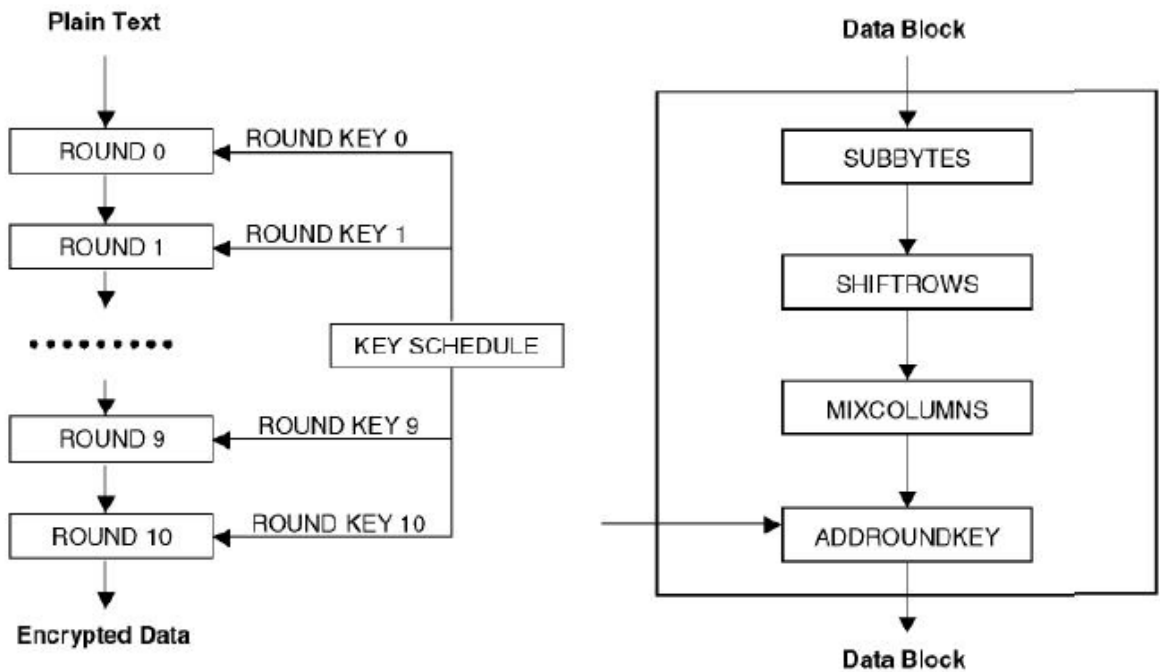 Plain Text
ROUND 0
ROUND KEY 0
ROUND 1
ROUND KEY 1
KEY SCHEDULE
ROUND 9
ROUND KEY 9
ROUND 10
ROUND KEY 10
Encrypted Data
Data Block
SUBBYTES
SHIFTROWS
MIXCOLUMNS
ADDROUNDKEY
Data Block